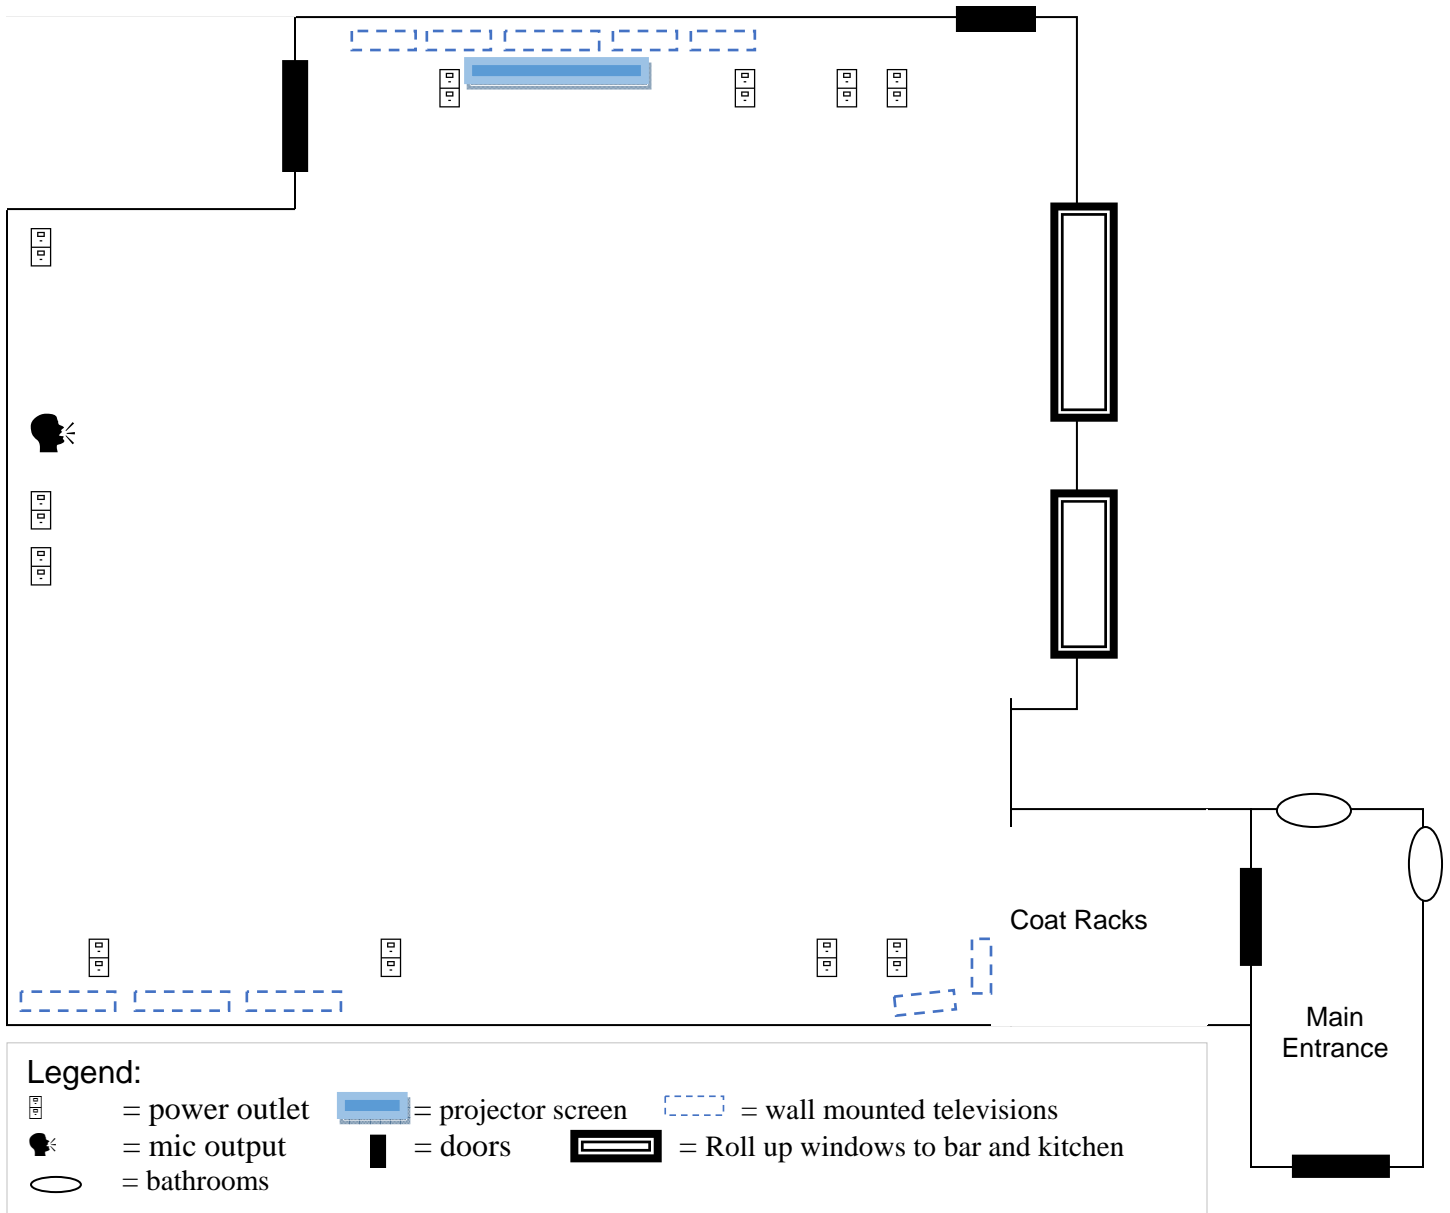 Coat Racks
Main
Entrance
Legend:
= power outlet = projector screen = wall mounted televisions
= mic output = doors = Roll up windows to bar and kitchen
= bathrooms